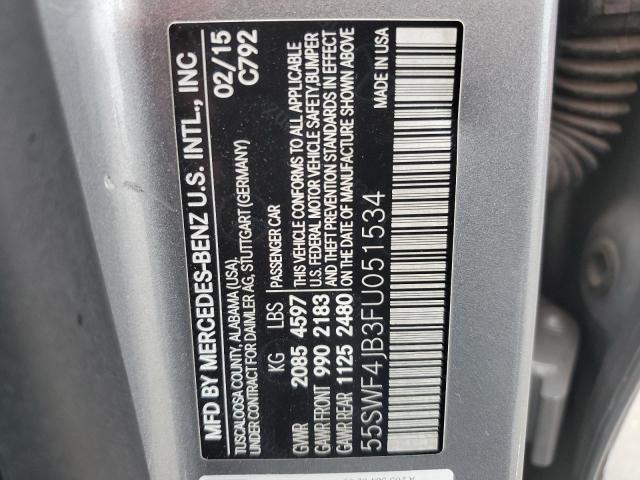 MFD BY MERCEDES-BENZ U.S. INTL., INC
TUSCALOOSA COUNTY, ALABAMA (USA).
UNDER CONTRACT FOR DAIMLER AG, STUTTGART (GERMANY)
02/15
C792
KG LBS PASSENGER CAR
GVWR 2085 4597 THIS VEHICLE CONFORMS TO ALL APPLICABLE
GAWR FRONT 990 2183 U.S. FEDERAL MOTOR VEHICLE SAFETY, BUMPER
AND THEFT PREVENTION STANDARDS IN EFFECT
GAWR REAR 1125 2480 ON THE DATE OF MANUFACTURE SHOWN ABOVE
55SWF4JB3FU051534
MADE IN USA